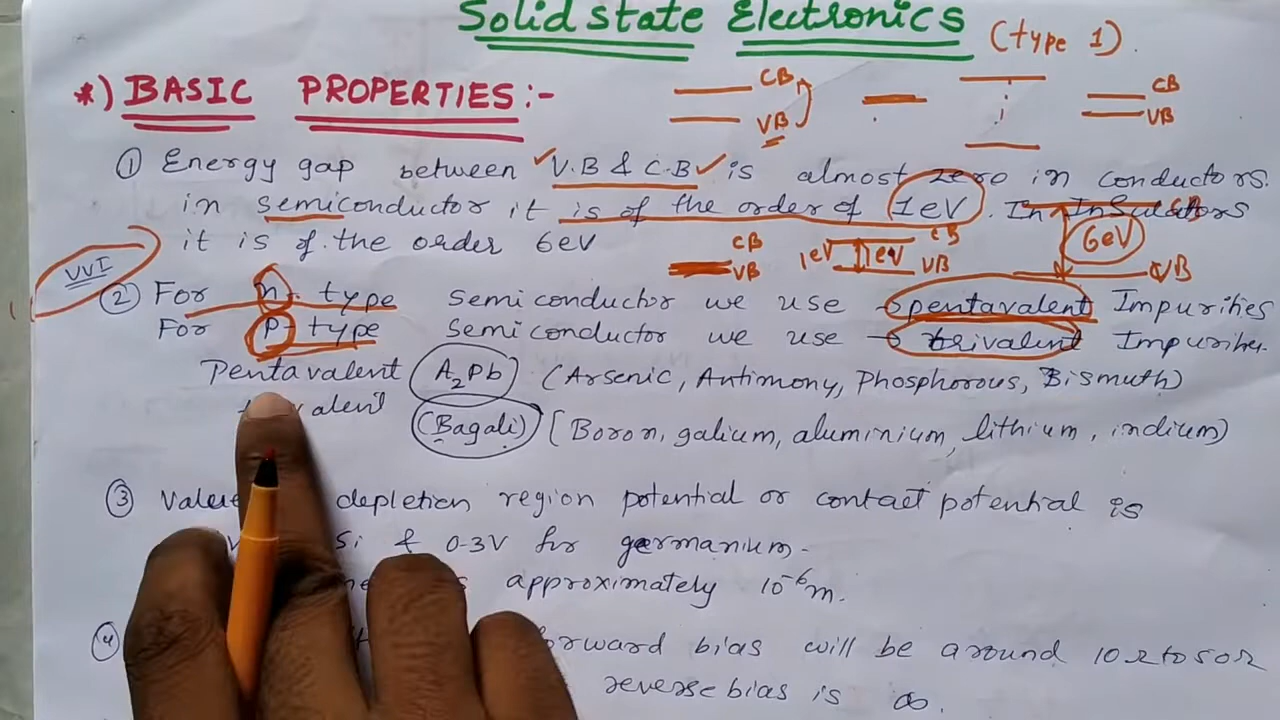 Solid state Electronics (type 1)
*) BASIC PROPERTIES:-
CB CB
VB VB
① Energy gap between V.B & C.B is almost zero in conductors.
in semiconductor it is of the order of 1eV. In Insulators
it is of the order 6eV
CB 1eV 1eV CB 6eV
VB VB VB
VVI
② For n-type semiconductor we use → pentavalent Impurities
For p-type semiconductor we use → trivalent Impurities
Pentavalent A₂Pb (Arsenic, Antimony, Phosphorous, Bismuth)
valent (Bagali) [Boron, galium, aluminium, lithium, indium)
③ depletion region potential or contact potential is
Si & 0.3V for germanium.
approximately 10⁻⁶m.
④ forward bias will be around 10Ω to 50Ω
reverse bias is ∞.